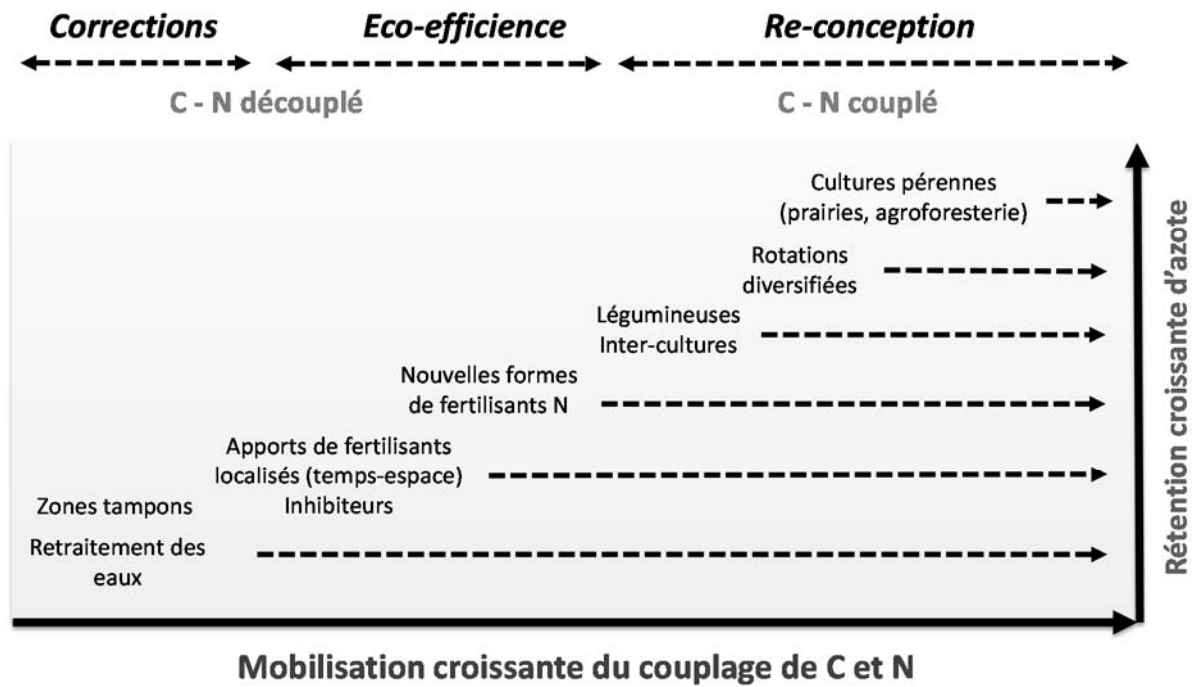 Corrections Eco-efficience Re-conception
C - N découplé C - N couplé
Cultures pérennes
(prairies, agroforesterie)
Rotations
diversifiées
Légumineuses
Inter-cultures
Nouvelles formes
de fertilisants N
Apports de fertilisants
localisés (temps-espace)
Inhibiteurs
Zones tampons
Retraitement des
eaux
Rétention croissante d'azote
Mobilisation croissante du couplage de C et N